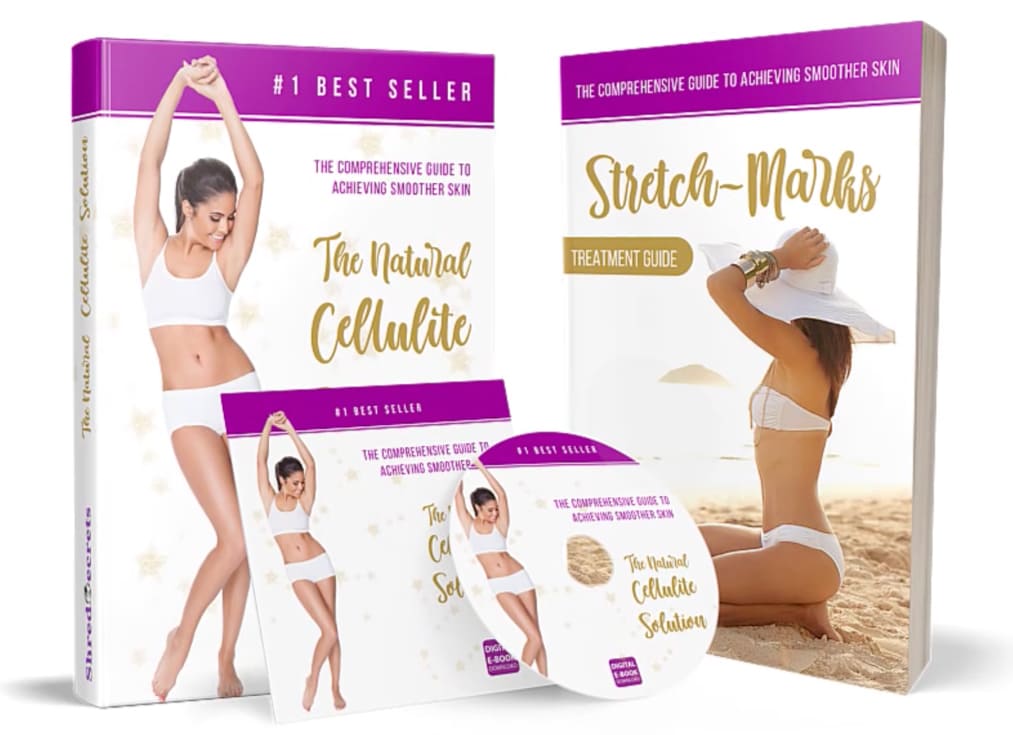 The Natural Cellulite Solution
Shred Secrets
#1 BEST SELLER
THE COMPREHENSIVE GUIDE TO
ACHIEVING SMOOTHER SKIN
The Natural
Cellulite
THE COMPREHENSIVE GUIDE TO ACHIEVING SMOOTHER SKIN
Stretch-Marks
TREATMENT GUIDE
#1 BEST SELLER
THE COMPREHENSIVE GUIDE TO
ACHIEVING SMOOTHER
The
DIGITAL
E-BOOK
DOWNLOAD
#1 BEST SELLER
THE COMPREHENSIVE GUIDE TO
ACHIEVING SMOOTHER SKIN
The Natural
Cellulite
Solution
DIGITAL
E-BOOK
DOWNLOAD